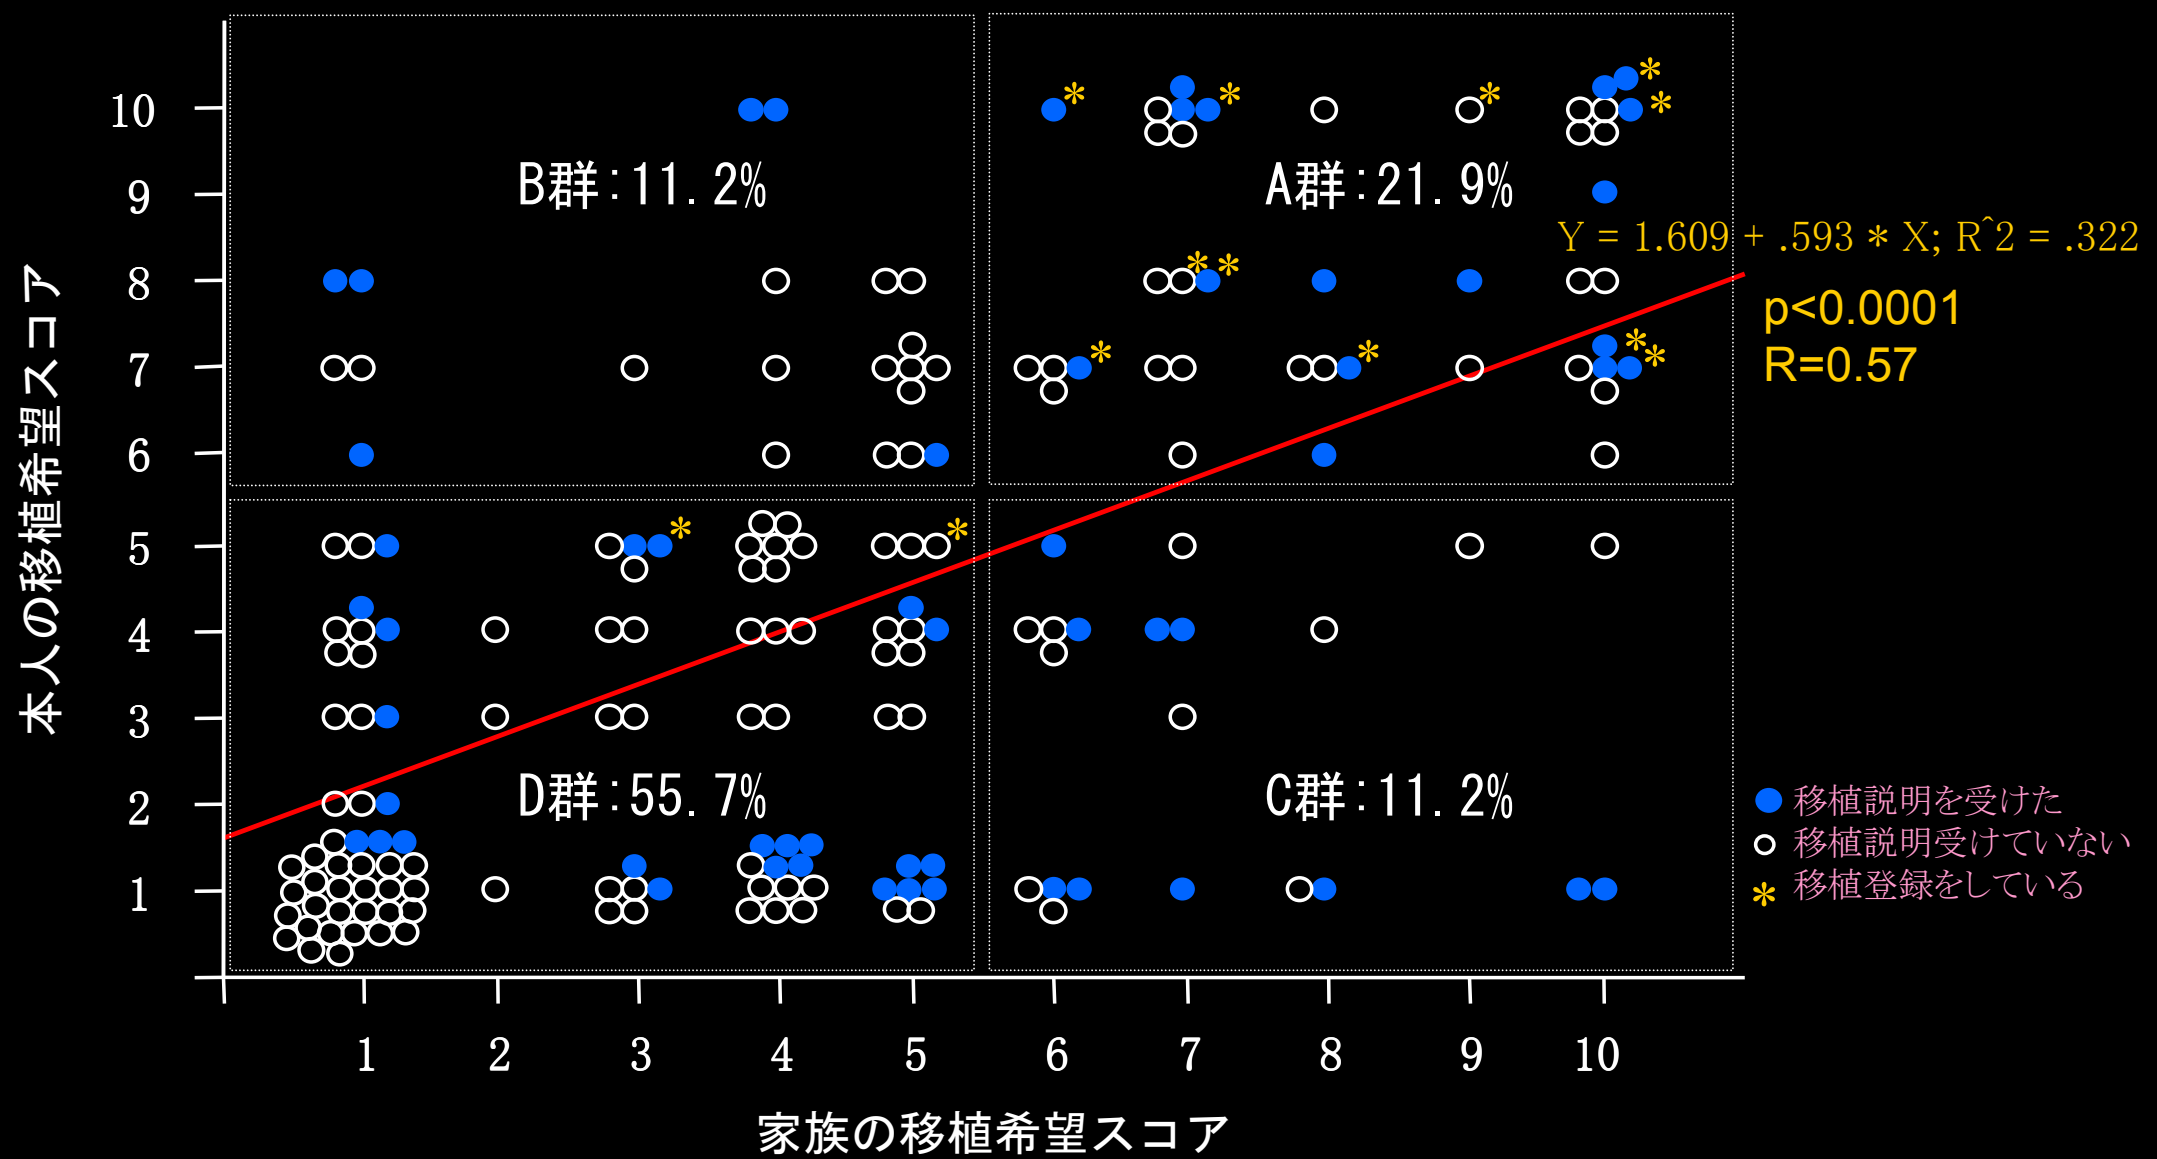 本人の移植希望スコア
10
9
8
7
6
5
4
3
2
1
B群:11.2%
A群:21.9%
D群:55.7%
C群:11.2%
Y = 1.609 + .593 * X; R^2 = .322
p<0.0001
R=0.57
移植説明を受けた
移植説明受けていない
* 移植登録をしている
1 2 3 4 5 6 7 8 9 10
家族の移植希望スコア